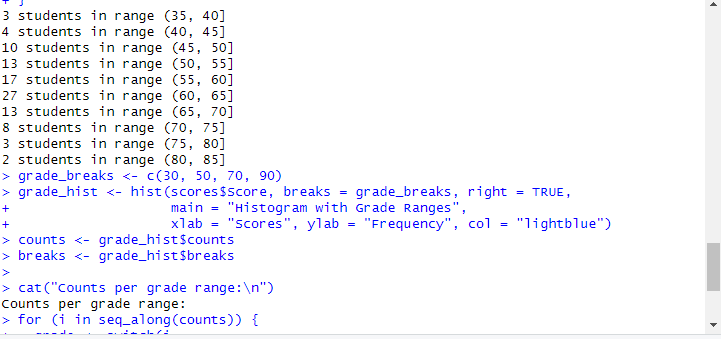 3 students in range (35, 40]
4 students in range (40, 45]
10 students in range (45, 50]
13 students in range (50, 55]
17 students in range (55, 60]
27 students in range (60, 65]
13 students in range (65, 70]
8 students in range (70, 75]
3 students in range (75, 80]
2 students in range (80, 85]
> grade_breaks <- c(30, 50, 70, 90)
> grade_hist <- hist(scores$Score, breaks = grade_breaks, right = TRUE,
+                    main = "Histogram with Grade Ranges",
+                    xlab = "Scores", ylab = "Frequency", col = "lightblue")
> counts <- grade_hist$counts
> breaks <- grade_hist$breaks
>
> cat("Counts per grade range:\n")
Counts per grade range:
> for (i in seq_along(counts)) {